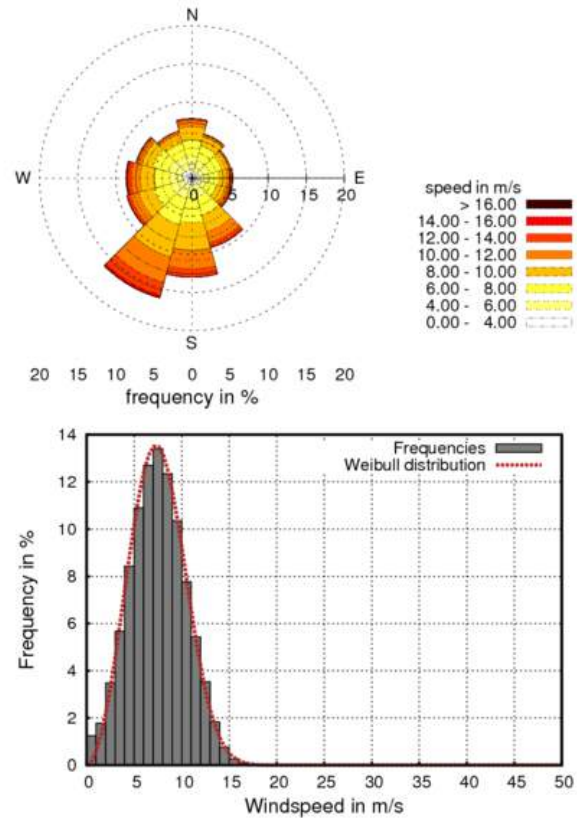 N
W E
0 5 10 15 20
S
speed in m/s
> 16.00
14.00 - 16.00
12.00 - 14.00
10.00 - 12.00
8.00 - 10.00
6.00 - 8.00
4.00 - 6.00
0.00 - 4.00
20 15 10 5 0 5 10 15 20
frequency in %
14
12
10
8
6
4
2
0
Frequency in %
Frequencies
Weibull distribution
0 5 10 15 20 25 30 35 40 45 50
Windspeed in m/s